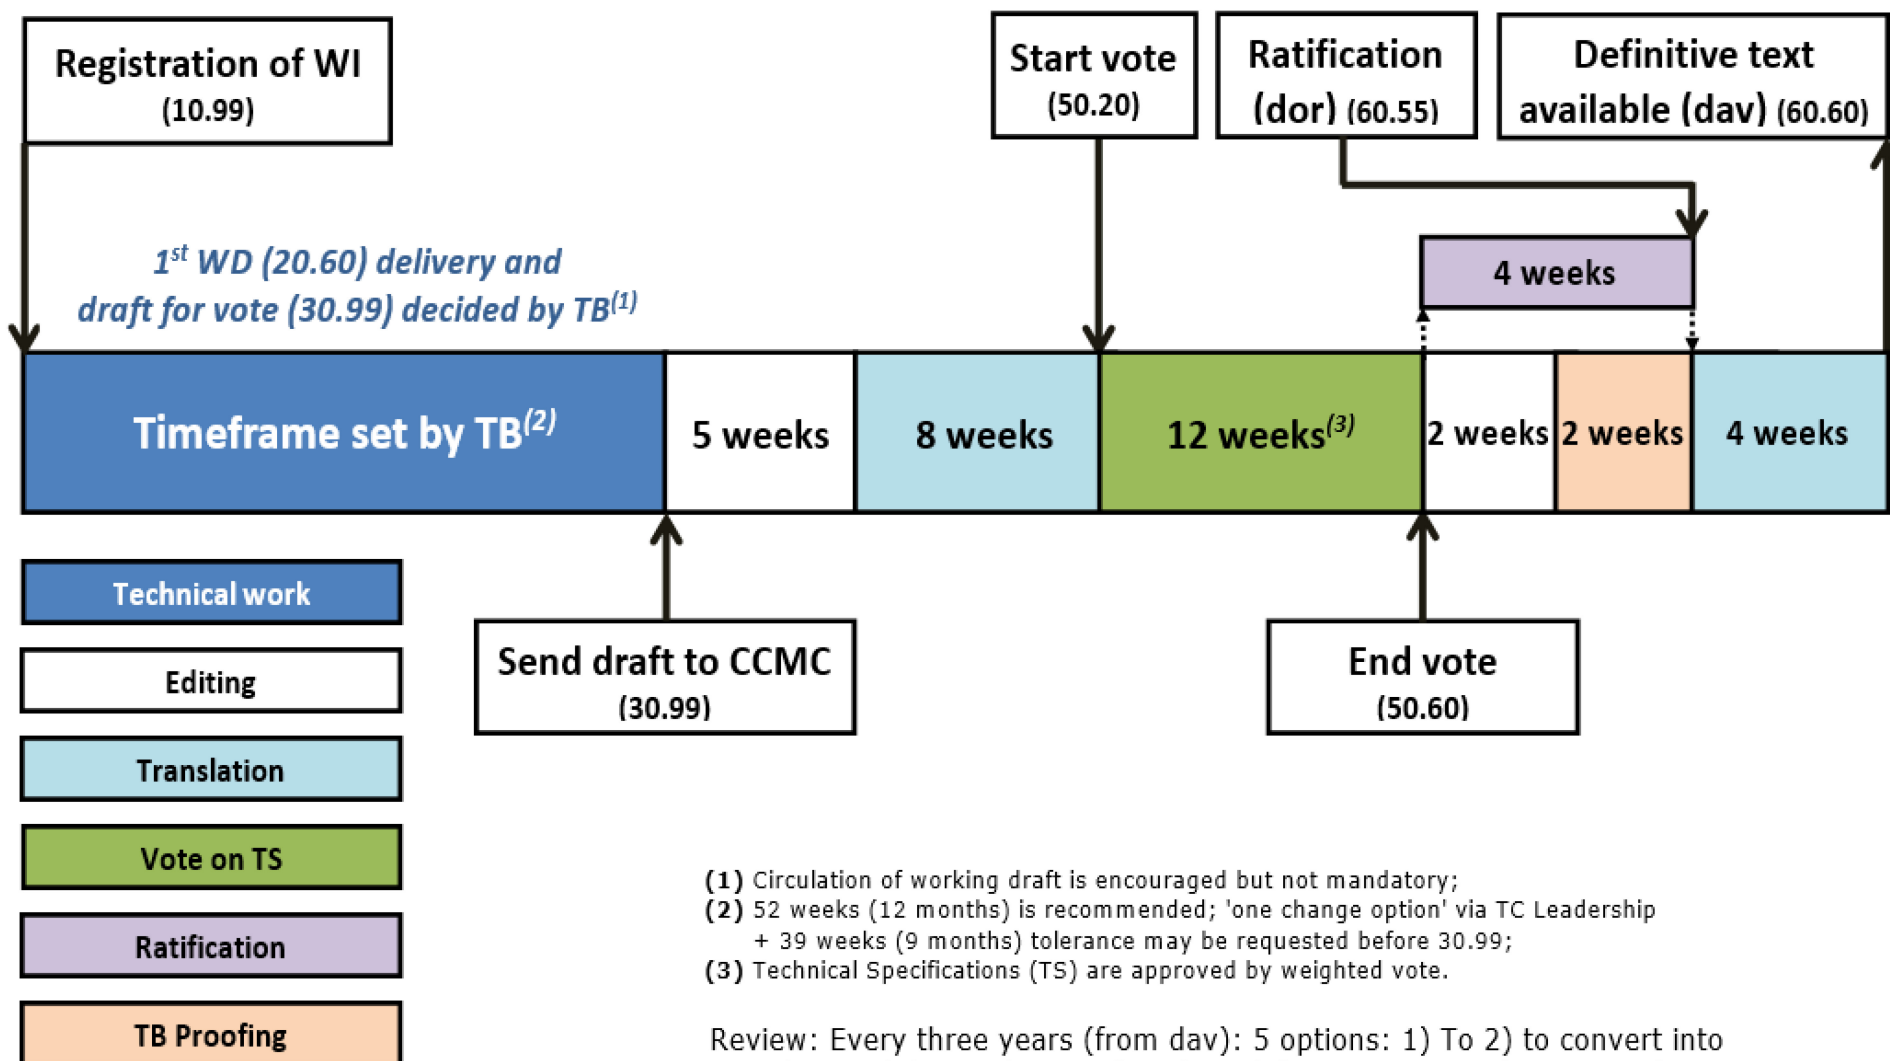 Registration of WI
(10.99)
Start vote
(50.20)
Ratification
(dor) (60.55)
Definitive text
available (dav) (60.60)
1st WD (20.60) delivery and
draft for vote (30.99) decided by TB(1)
4 weeks
Timeframe set by TB(2)
5 weeks
8 weeks
12 weeks(3)
2 weeks
2 weeks
4 weeks
Technical work
Editing
Translation
Vote on TS
Ratification
TB Proofing
Send draft to CCMC
(30.99)
End vote
(50.60)
(1) Circulation of working draft is encouraged but not mandatory;
(2) 52 weeks (12 months) is recommended; 'one change option' via TC Leadership
+ 39 weeks (9 months) tolerance may be requested before 30.99;
(3) Technical Specifications (TS) are approved by weighted vote.
Review: Every three years (from dav): 5 options: 1) To 2) to convert into